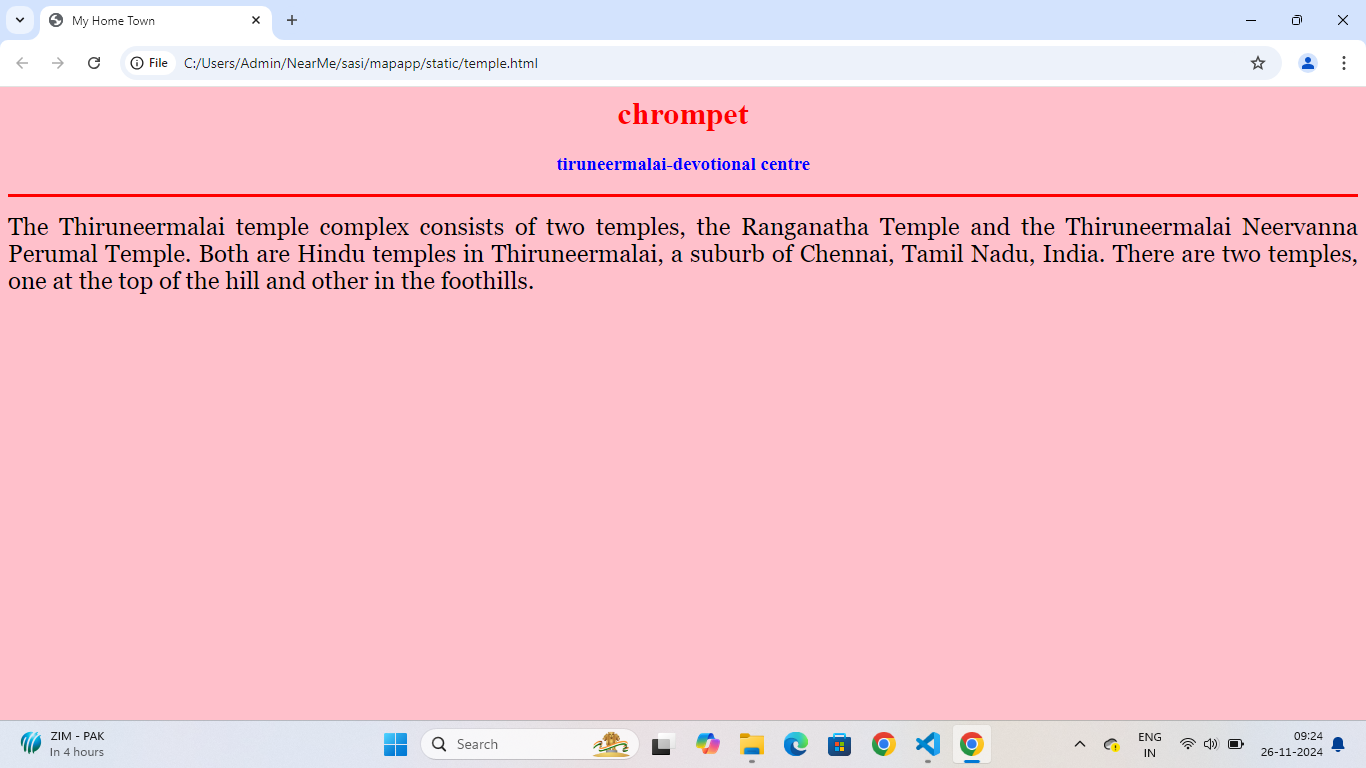 My Home Town
File
C:/Users/Admin/NearMe/sasi/mapapp/static/temple.html
chrompet
tiruneermalai-devotional centre
The Thiruneermalai temple complex consists of two temples, the Ranganatha Temple and the Thiruneermalai Neervanna
Perumal Temple. Both are Hindu temples in Thiruneermalai, a suburb of Chennai, Tamil Nadu, India. There are two temples,
one at the top of the hill and other in the foothills.
ZIM - PAK
In 4 hours
Search
ENG
IN
09:24
26-11-2024